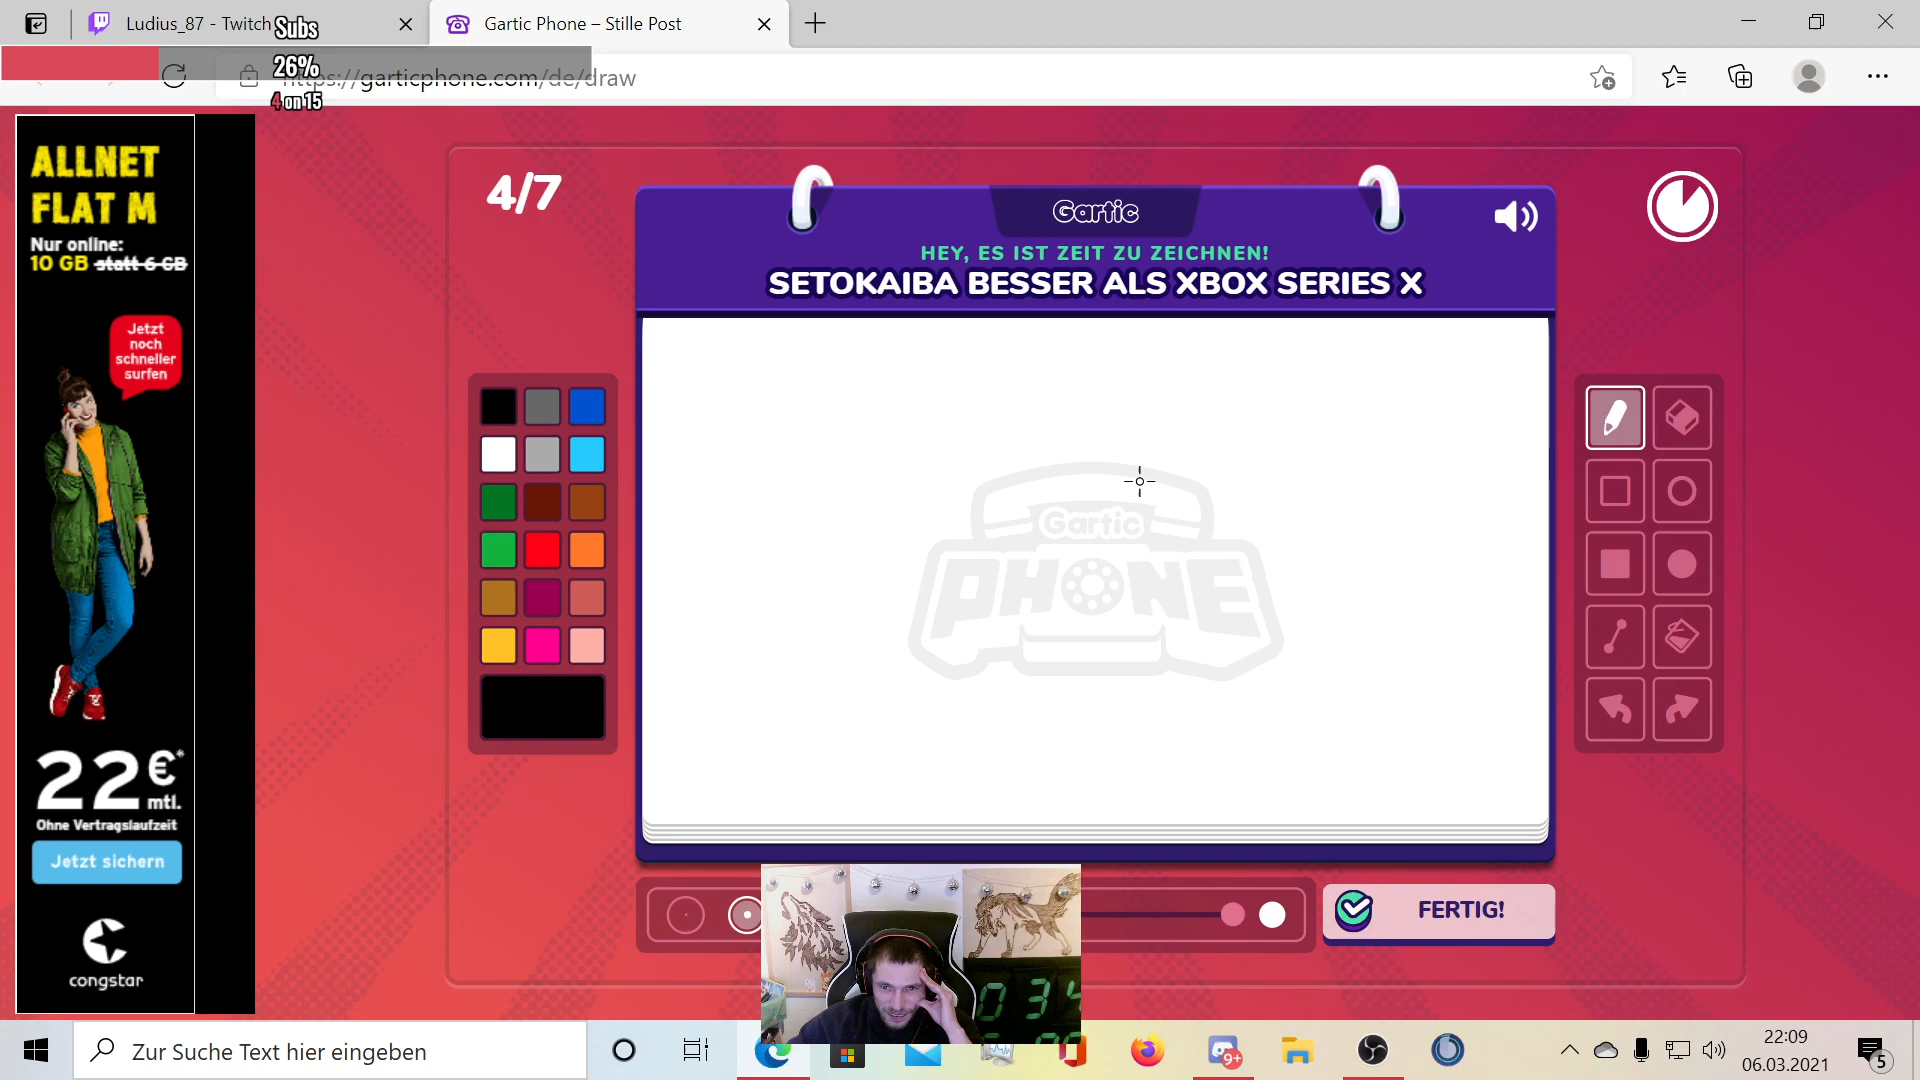 Ludius_87 - Twitch
Gartic Phone – Stille Post
Subs
26%
4 on 15
https://garticphone.com/de/draw
ALLNET
FLAT M
Nur online:
10 GB statt 6 GB
Jetzt
noch
schneller
surfen
22€*
mtl.
Ohne Vertragslaufzeit
Jetzt sichern
congstar
4/7
Gartic
HEY, ES IST ZEIT ZU ZEICHNEN!
SETOKAIBA BESSER ALS XBOX SERIES X
Gartic
PHONE
FERTIG!
034
Zur Suche Text hier eingeben
9+
22:09
06.03.2021
5